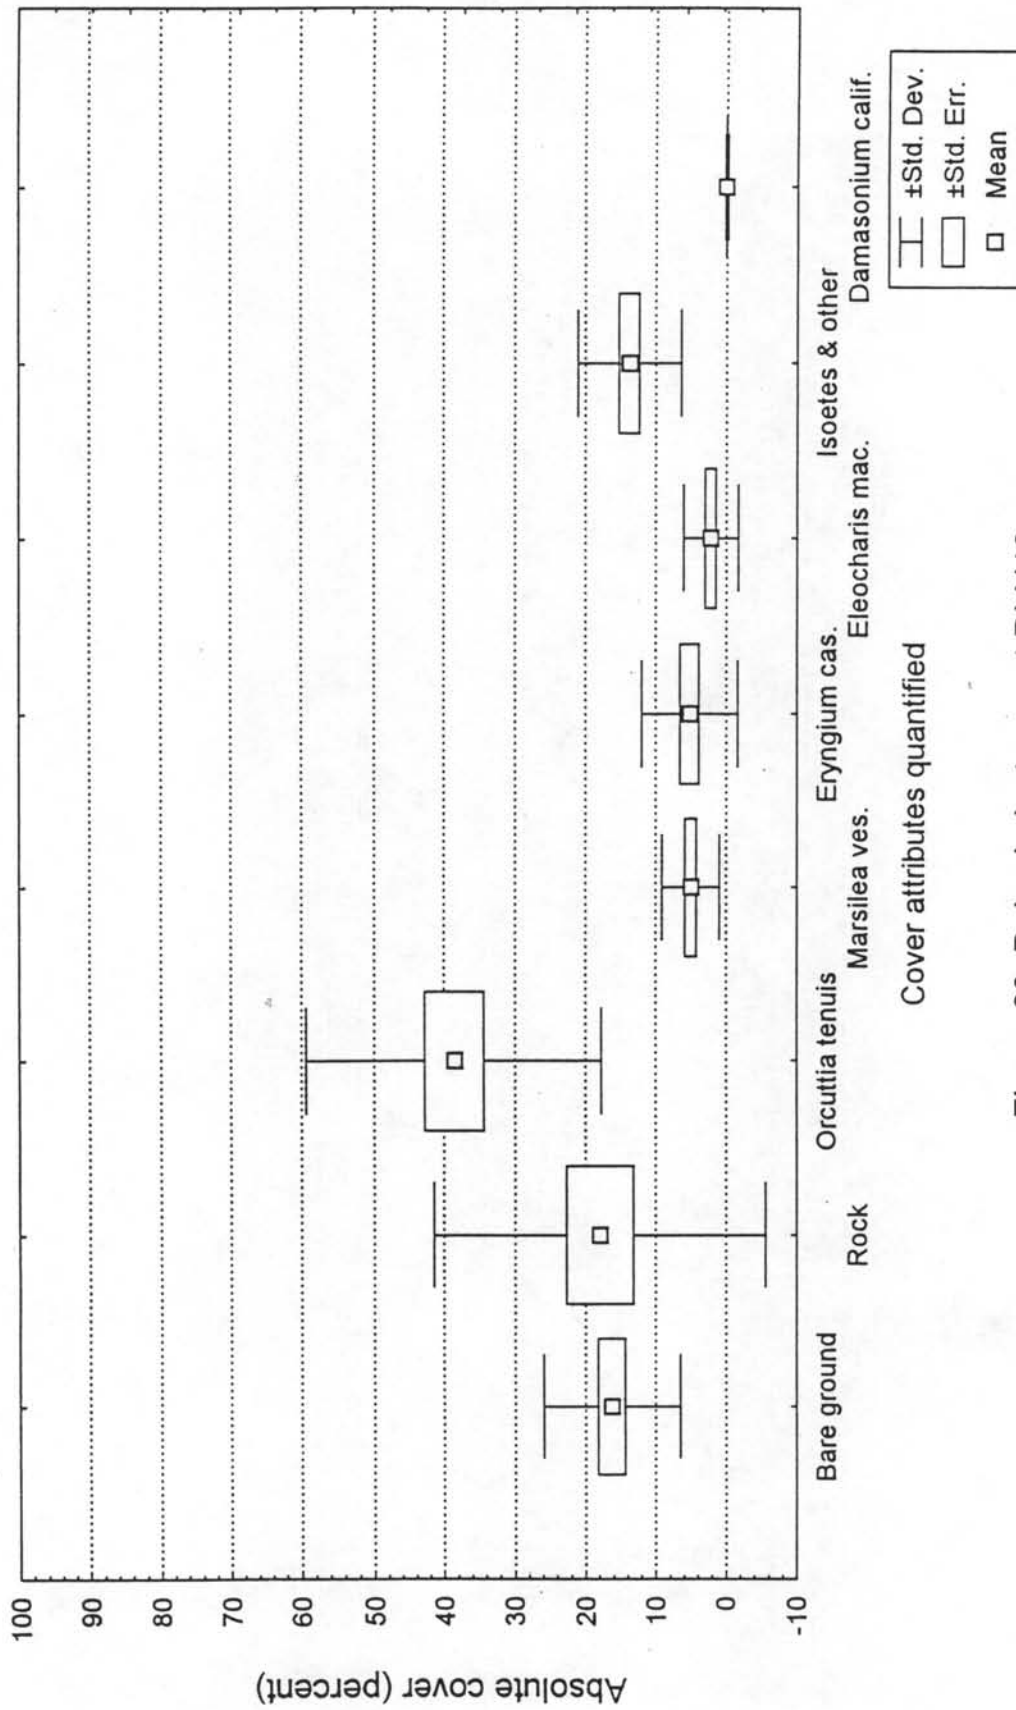 Absolute cover (percent)
100
90
80
70
60
50
40
30
20
10
0
-10
Bare ground
Rock
Orcuttia tenuis
Marsilea ves.
Eryngium cas.
Eleocharis mac.
Isoetes & other
Damasonium calif.
Cover attributes quantified
±Std. Dev.
±Std. Err.
Mean